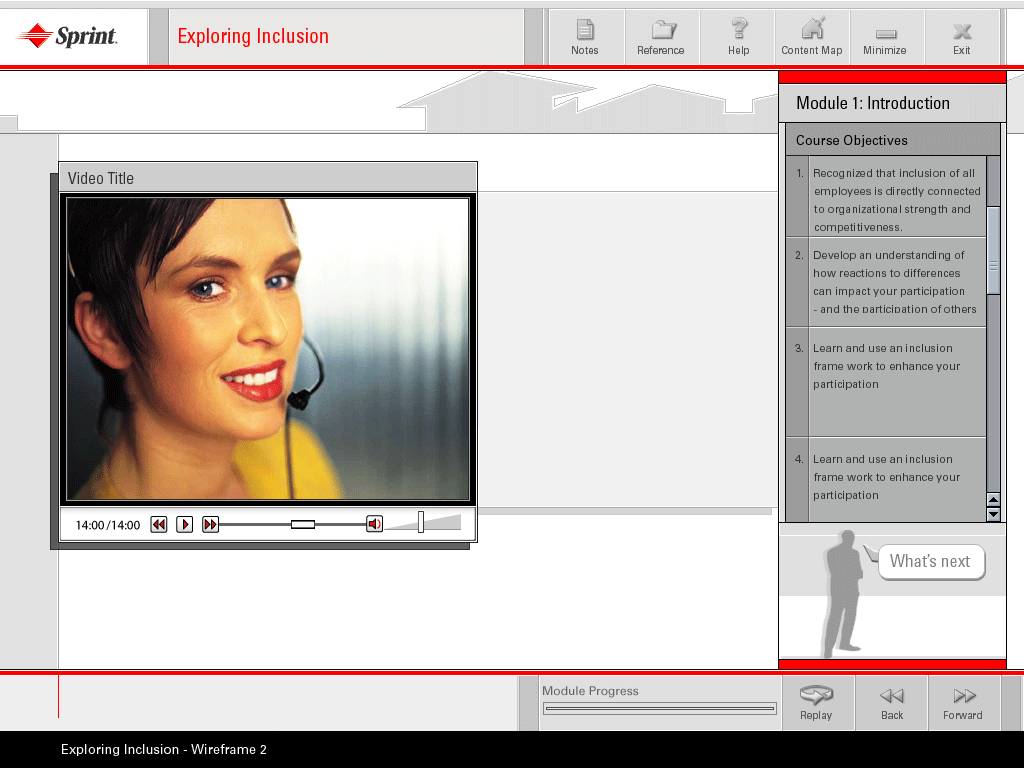 Sprint.
Exploring Inclusion
Notes
Reference
Help
Content Map
Minimize
Exit
Module 1: Introduction
Course Objectives
1. Recognized that inclusion of all
employees is directly connected
to organizational strength and
competitiveness.
2. Develop an understanding of
how reactions to differences
can impact your participation
- and the participation of others
3. Learn and use an inclusion
frame work to enhance your
participation
4. Learn and use an inclusion
frame work to enhance your
participation
Video Title
14:00/14:00
What's next
Module Progress
Replay
Back
Forward
Exploring Inclusion - Wireframe 2